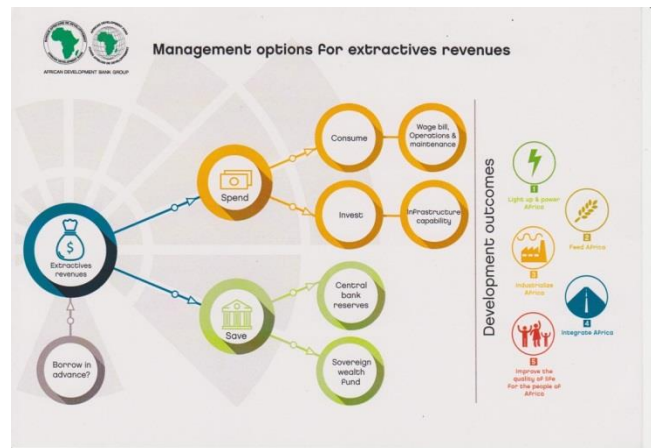 AFRICAN DEVELOPMENT BANK GROUP
Management options for extractives revenues
Extractives
revenues
Borrow in
advance?
Spend
Save
Consume
Wage bill,
Operations &
maintenance
Invest
Infrastructure
capability
Central
bank
reserves
Sovereign
wealth
Fund
Development outcomes
1
Light up & power
Africa
2
Feed Africa
3
Industrialize
Africa
4
Integrate Africa
5
Improve the
quality of life
for the people of
Africa